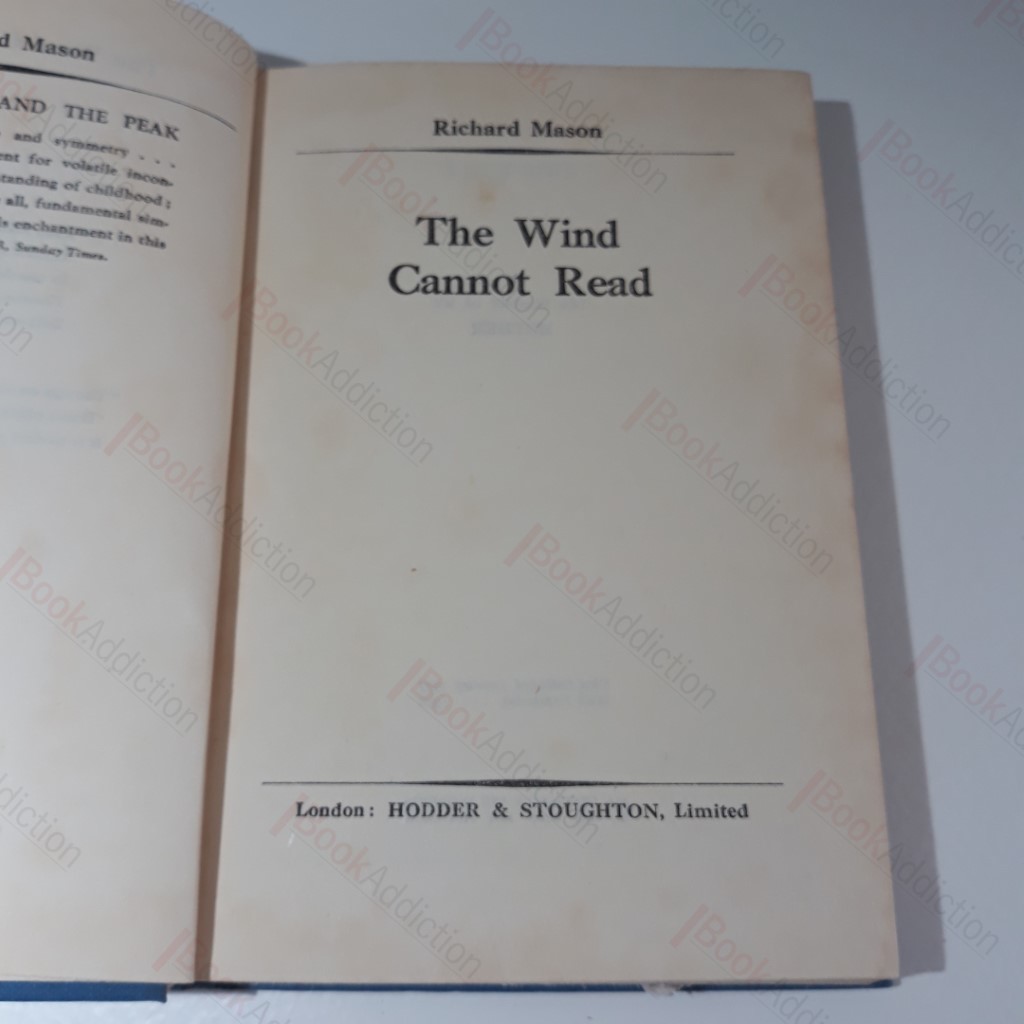 d Mason
AND THE PEAK
and symmetry . . .
ent for volatile incon-
tanding of childhood;
all, fundamental sim-
s enchantment in this
Sunday Times.
Richard Mason
The Wind
Cannot Read
London: HODDER & STOUGHTON, Limited
BookAddiction